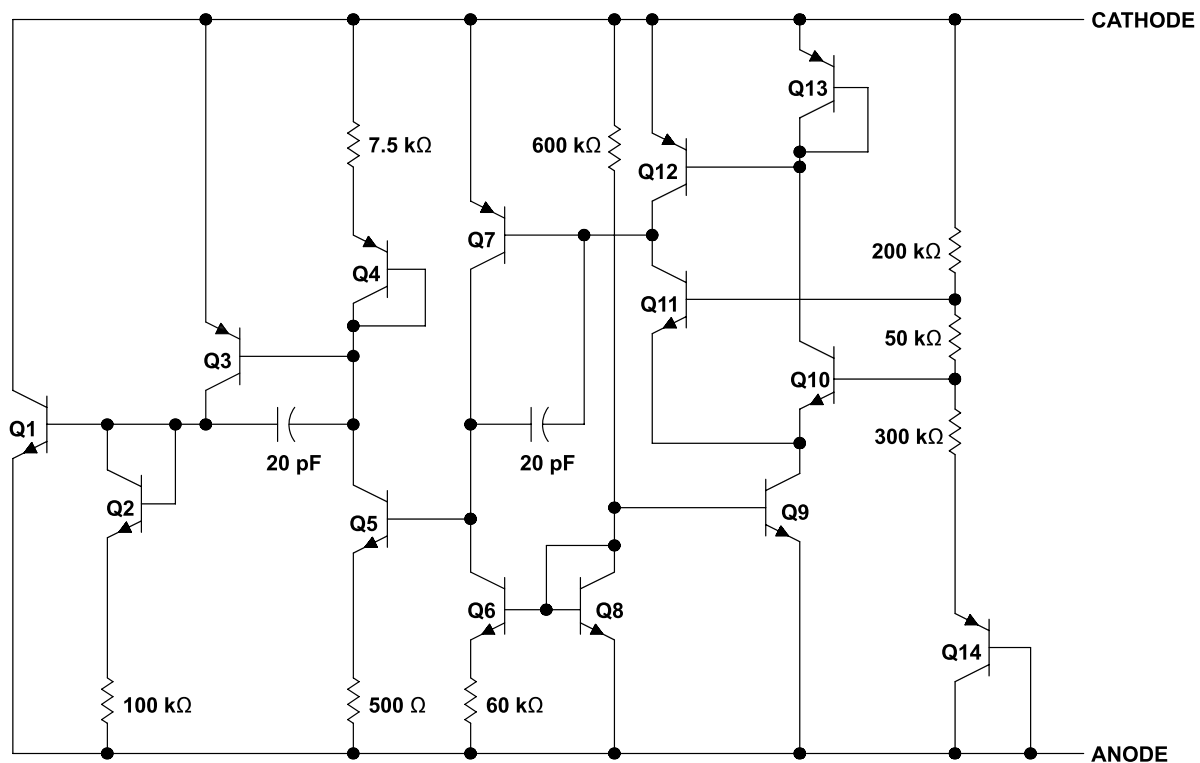 CATHODE
Q13
7.5 kΩ
600 kΩ
Q12
Q7
200 kΩ
Q4
Q11
50 kΩ
Q3
Q10
Q1
300 kΩ
20 pF
20 pF
Q2
Q5
Q9
Q6
Q8
Q14
100 kΩ
500 Ω
60 kΩ
ANODE